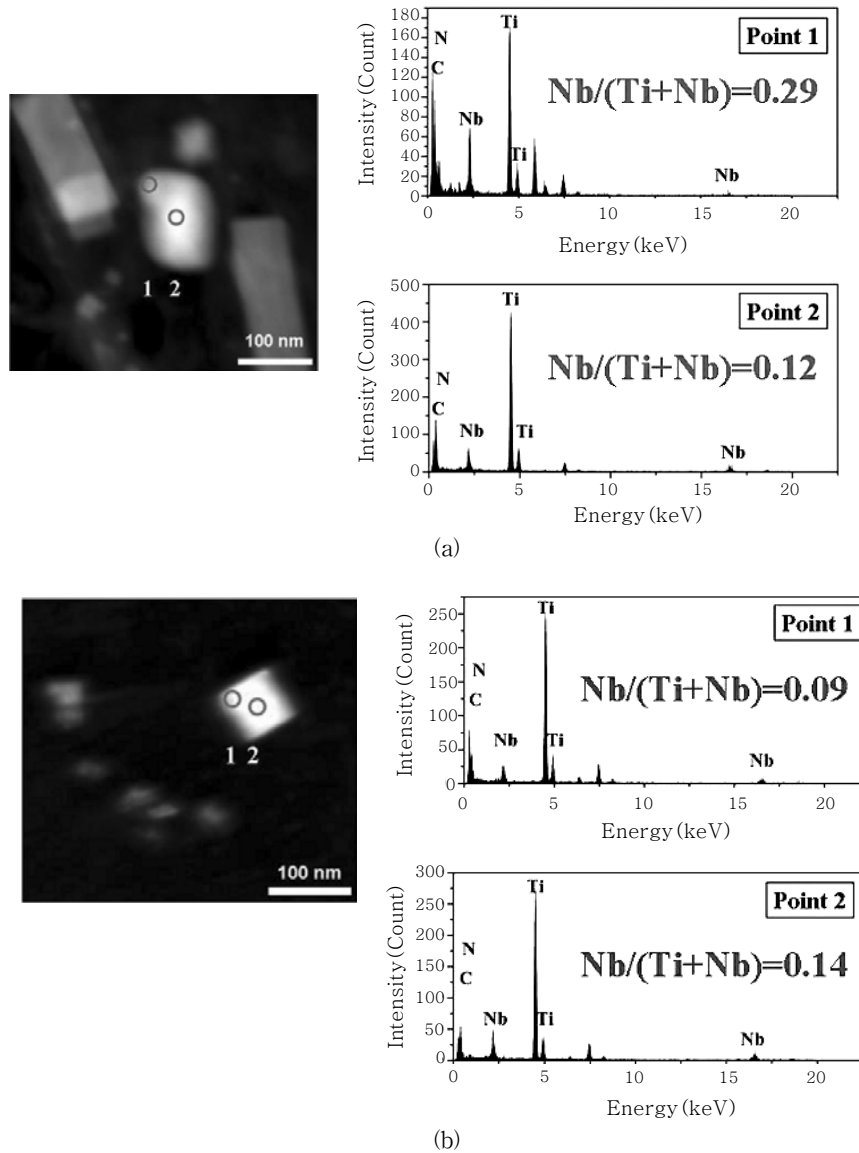 180
160
140
120
100
80
60
40
20
0
Intensity (Count)
N
C
Nb
Ti
Ti
Nb
Point 1
Nb/(Ti+Nb)=0.29
0 5 10 15 20
Energy (keV)
1 2
100 nm
500
400
300
200
100
0
Intensity (Count)
N
C
Nb
Ti
Ti
Nb
Point 2
Nb/(Ti+Nb)=0.12
0 5 10 15 20
Energy (keV)
(a)
250
200
150
100
50
0
Intensity (Count)
N
C
Nb
Ti
Ti
Nb
Point 1
Nb/(Ti+Nb)=0.09
0 5 10 15 20
Energy (keV)
1 2
100 nm
300
250
200
150
100
50
0
Intensity (Count)
N
C
Nb
Ti
Ti
Nb
Point 2
Nb/(Ti+Nb)=0.14
0 5 10 15 20
Energy (keV)
(b)